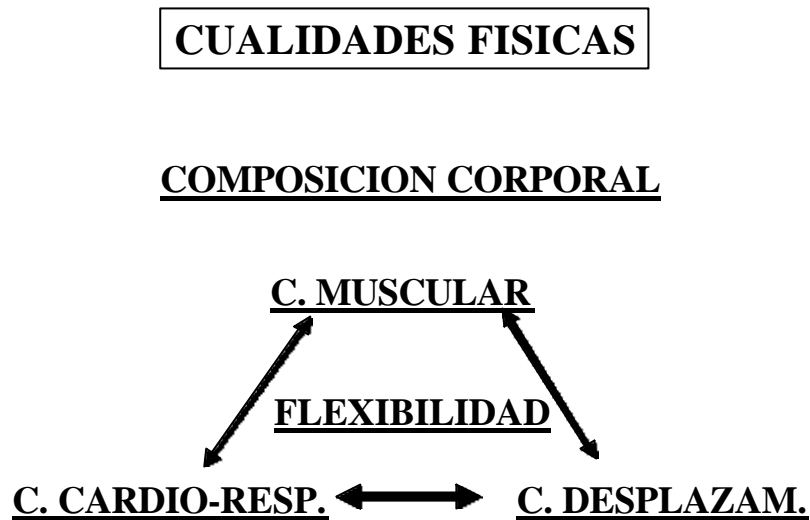 CUALIDADES FISICAS
COMPOSICION CORPORAL
C. MUSCULAR
FLEXIBILIDAD
C. CARDIO-RESP.
C. DESPLAZAM.